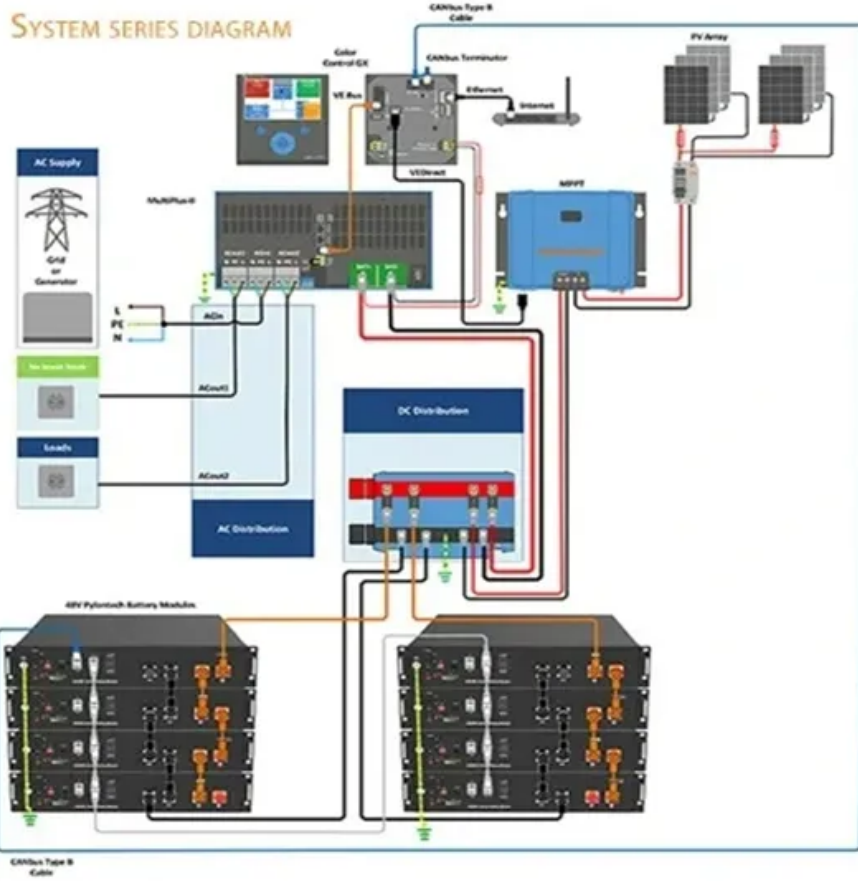 CANbus Type B
Cable
SYSTEM SERIES DIAGRAM
Color
Control GX
CANbus Terminator
PV Array
VE Bus
Ethernet
Internet
AC Supply
VEDirect
MPPT
MultiPlus-II
Grid
or
Generator
L
PE
N
ACin
ACout1
DC Distribution
Loads
ACout2
AC Distribution
48V Pylontech Battery Modules
CANbus Type B
Cable